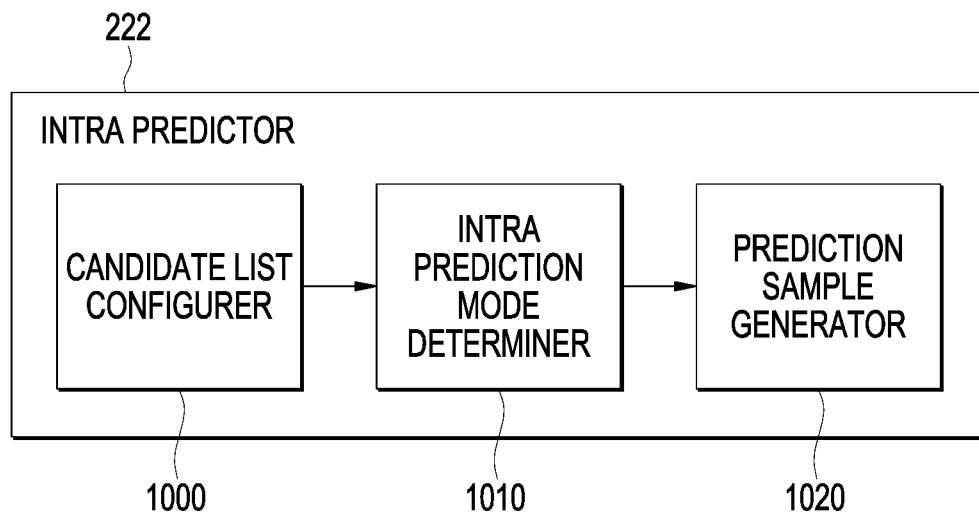 222
INTRA PREDICTOR
CANDIDATE LIST
CONFIGURER
INTRA
PREDICTION
MODE
DETERMINER
PREDICTION
SAMPLE
GENERATOR
1000
1010
1020